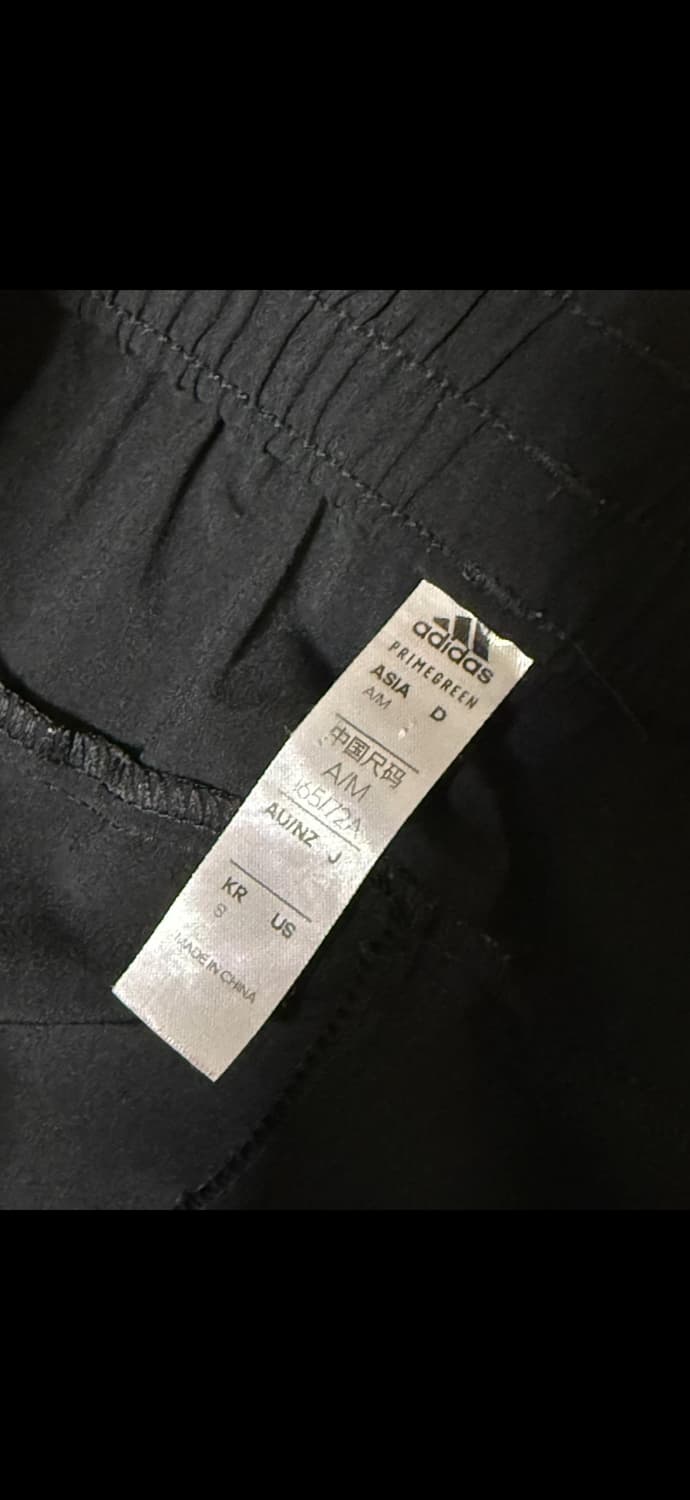 adidas
PRIMEGREEN
ASIA D
A/M
中国尺码
A/M
165/72A
AU/NZ J
KR US
S
MADE IN CHINA